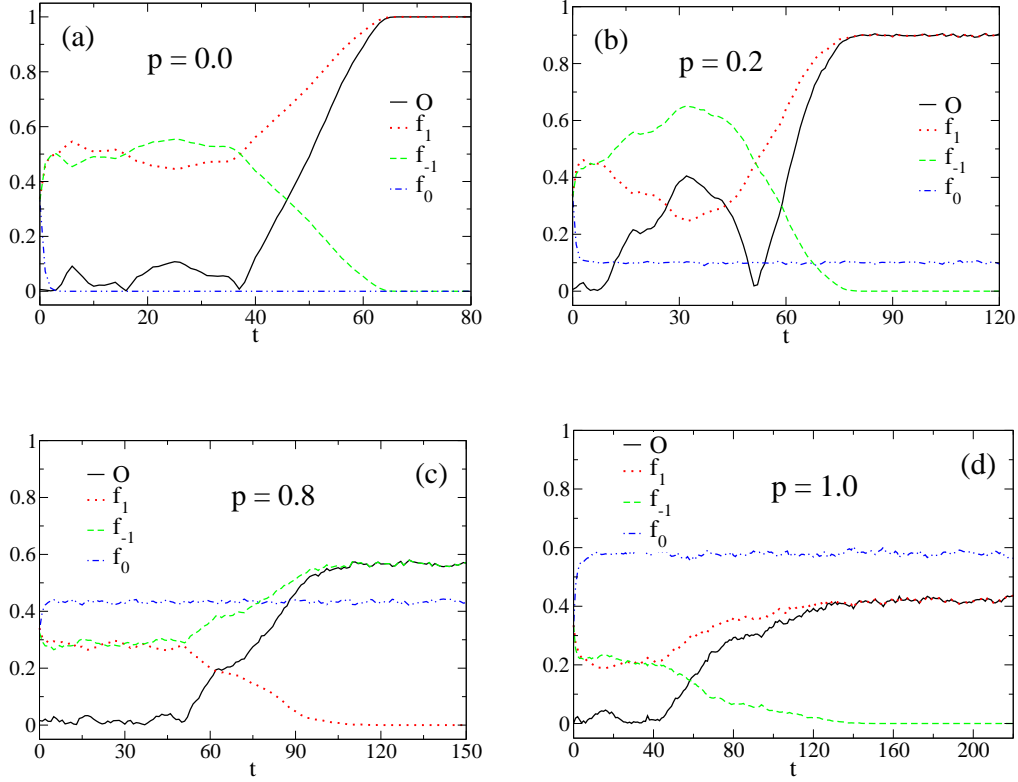 (a)
p = 0.0
O
f1
f-1
f0
1
0.8
0.6
0.4
0.2
0
0 20 40 60 80
t
(b)
p = 0.2
O
f1
f-1
f0
1
0.8
0.6
0.4
0.2
0
0 30 60 90 120
t
(c)
p = 0.8
O
f1
f-1
f0
1
0.8
0.6
0.4
0.2
0
0 30 60 90 120 150
t
(d)
p = 1.0
O
f1
f-1
f0
1
0.8
0.6
0.4
0.2
0
0 40 80 120 160 200
t